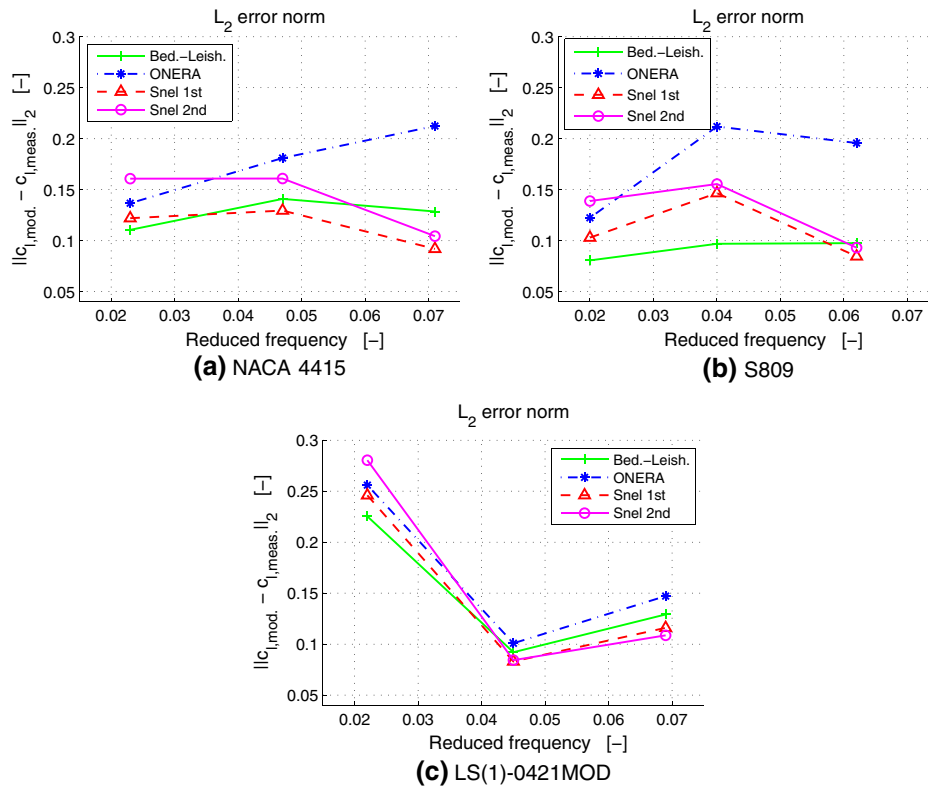 L2 error norm
||cl,mod. − cl,meas.||2 [−]
0.3
0.25
0.2
0.15
0.1
0.05
Bed.−Leish.
ONERA
Snel 1st
Snel 2nd
0.02 0.03 0.04 0.05 0.06 0.07
Reduced frequency [−]
(a) NACA 4415
L2 error norm
||cl,mod. − cl,meas.||2 [−]
0.3
0.25
0.2
0.15
0.1
0.05
Bed.−Leish.
ONERA
Snel 1st
Snel 2nd
0.02 0.03 0.04 0.05 0.06 0.07
Reduced frequency [−]
(b) S809
L2 error norm
||cl,mod. − cl,meas.||2 [−]
0.3
0.25
0.2
0.15
0.1
0.05
Bed.−Leish.
ONERA
Snel 1st
Snel 2nd
0.02 0.03 0.04 0.05 0.06 0.07
Reduced frequency [−]
(c) LS(1)-0421MOD